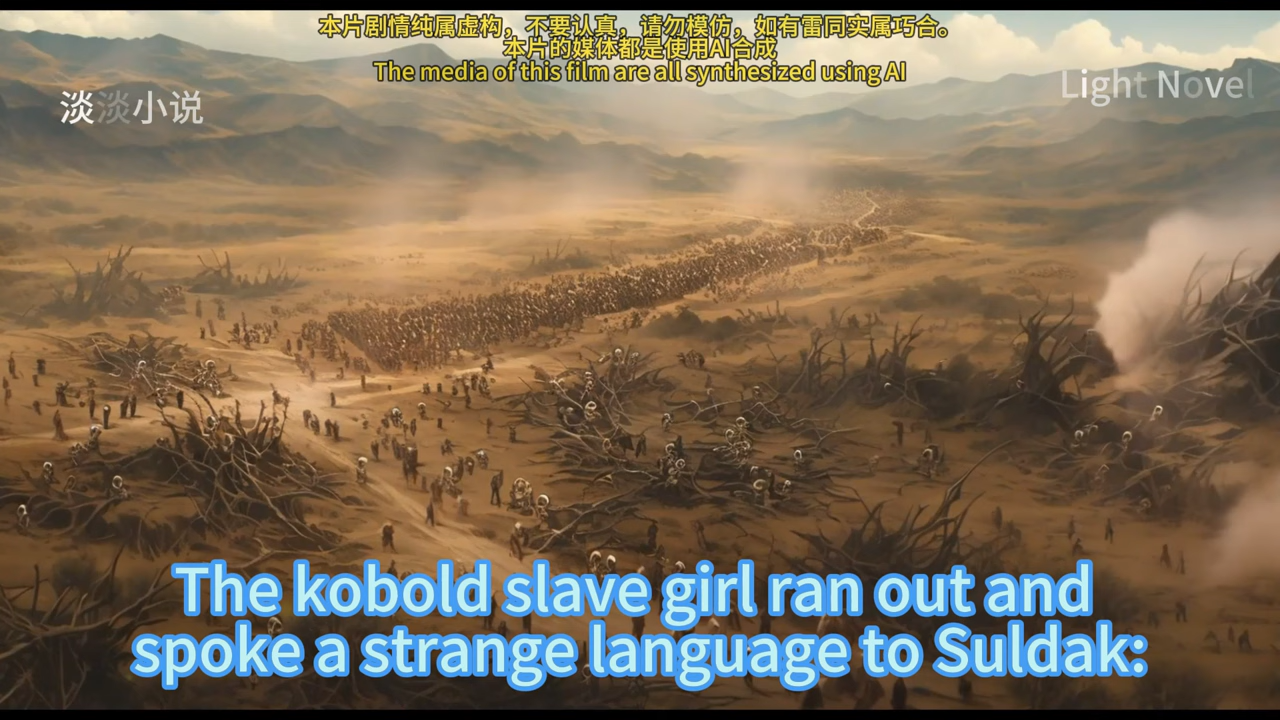 本片剧情纯属虚构，不要认真，请勿模仿，如有雷同实属巧合。
本片的媒体都是使用AI合成
The media of this film are all synthesized using AI
淡淡小说
Light Novel
The kobold slave girl ran out and
spoke a strange language to Suldak: